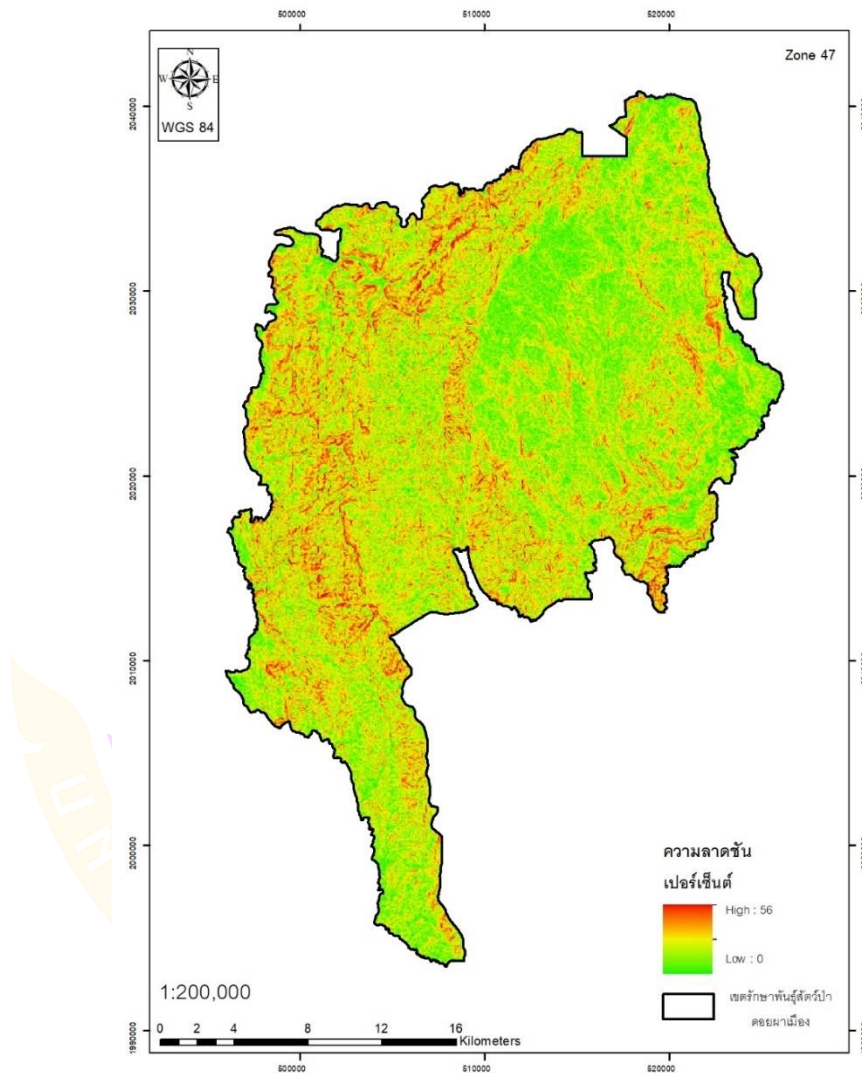 500000
510000
520000
Zone 47
N
W E
S
WGS 84
2040000
2030000
2020000
2010000
2000000
1990000
ความลาดชัน
เปอร์เซ็นต์
High : 56
Low : 0
เขตรักษาพันธุ์สัตว์ป่า
ดอยผาเมือง
1:200,000
0 2 4 8 12 16
Kilometers
500000
510000
520000